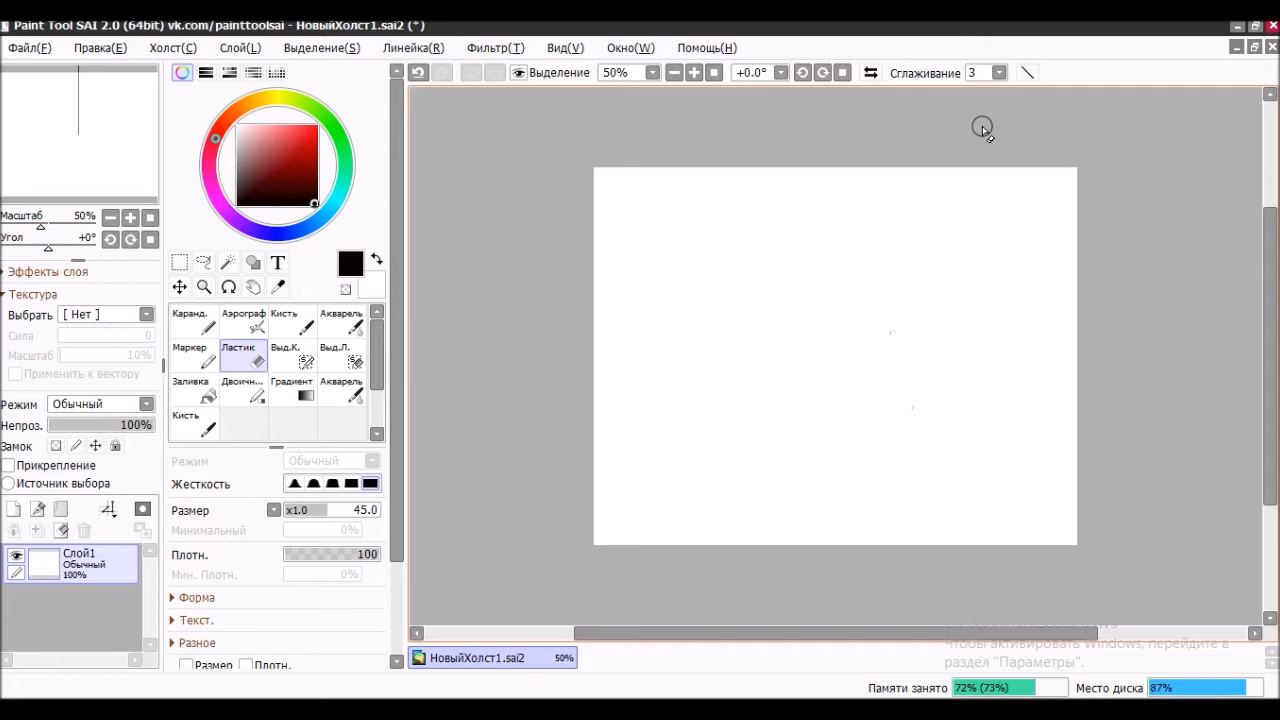 Paint Tool SAI 2.0 (64bit) vk.com/painttoolsai - НовыйХолст1.sai2 (*)
Файл(F) Правка(E) Холст(C) Слой(L) Выделение(S) Линейка(R) Фильтр(T) Вид(V) Окно(W) Помощь(H)
Выделение 50% +0.0° Сглаживание 3
Масштаб 50%
Угол +0°
Эффекты слоя
Текстура
Выбрать [ Нет ]
Сила 0
Масштаб 10%
Применить к вектору
Режим Обычный
Непроз. 100%
Замок
Прикрепление
Источник выбора
Слой1
Обычный
100%
T
Каранд. Аэрограф Кисть Акварель
Маркер Ластик Выд.К. Выд.Л.
Заливка Двоичн... Градиент Акварель
Кисть
Режим Обычный
Жесткость
Размер x1.0 45.0
Минимальный 0%
Плотн. 100
Мин. Плотн. 0%
Форма
Текст.
Разное
Размер Плотн.
НовыйХолст1.sai2 50%
Чтобы активировать Windows, перейдите в
раздел "Параметры".
Памяти занято 72% (73%) Место диска 87%